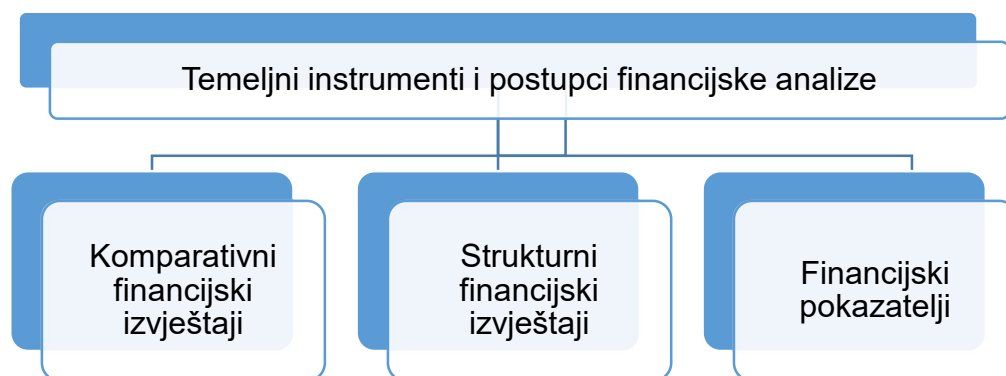 Temeljni instrumenti i postupci financijske analize
Komparativni
financijski
izvještaji
Strukturni
financijski
izvještaji
Financijski
pokazatelji